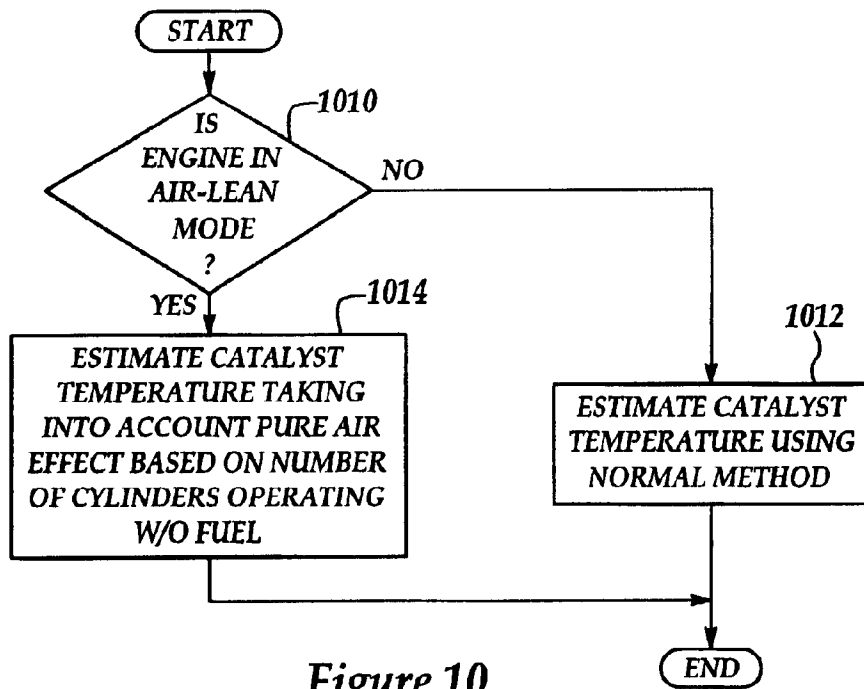 START
1010
IS
ENGINE IN
AIR-LEAN
MODE
?
NO
YES
1014
ESTIMATE CATALYST
TEMPERATURE TAKING
INTO ACCOUNT PURE AIR
EFFECT BASED ON NUMBER
OF CYLINDERS OPERATING
W/O FUEL
1012
ESTIMATE CATALYST
TEMPERATURE USING
NORMAL METHOD
END
Figure 10